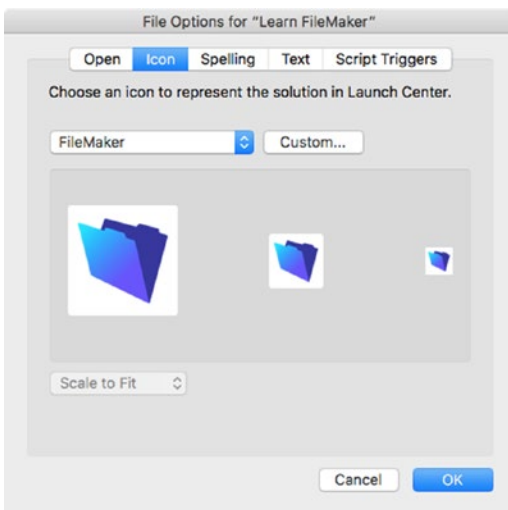 File Options for “Learn FileMaker”
Open Icon Spelling Text Script Triggers
Choose an icon to represent the solution in Launch Center.
FileMaker Custom...
Scale to Fit
Cancel OK